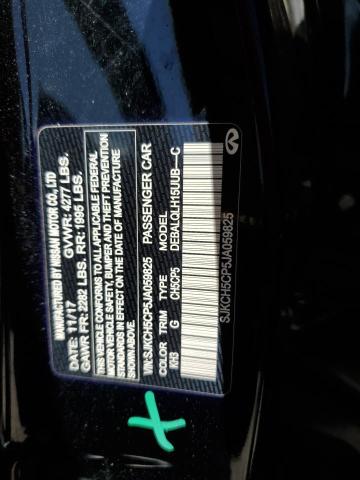 MANUFACTURED BY NISSAN MOTOR CO., LTD
DATE: 11/17 GVWR: 4277 LBS.
GAWR FR: 2282 LBS. RR: 1995 LBS.
THIS VEHICLE CONFORMS TO ALL APPLICABLE FEDERAL
MOTOR VEHICLE SAFETY, BUMPER AND THEFT PREVENTION
STANDARDS IN EFFECT ON THE DATE OF MANUFACTURE
SHOWN ABOVE.
VIN: SJKCH5CP5JA059825 PASSENGER CAR
COLOR TRIM TYPE MODEL
KH3 G CH5CP5 DEBALQLH15UUB-----C
SJKCH5CP5JA059825
X